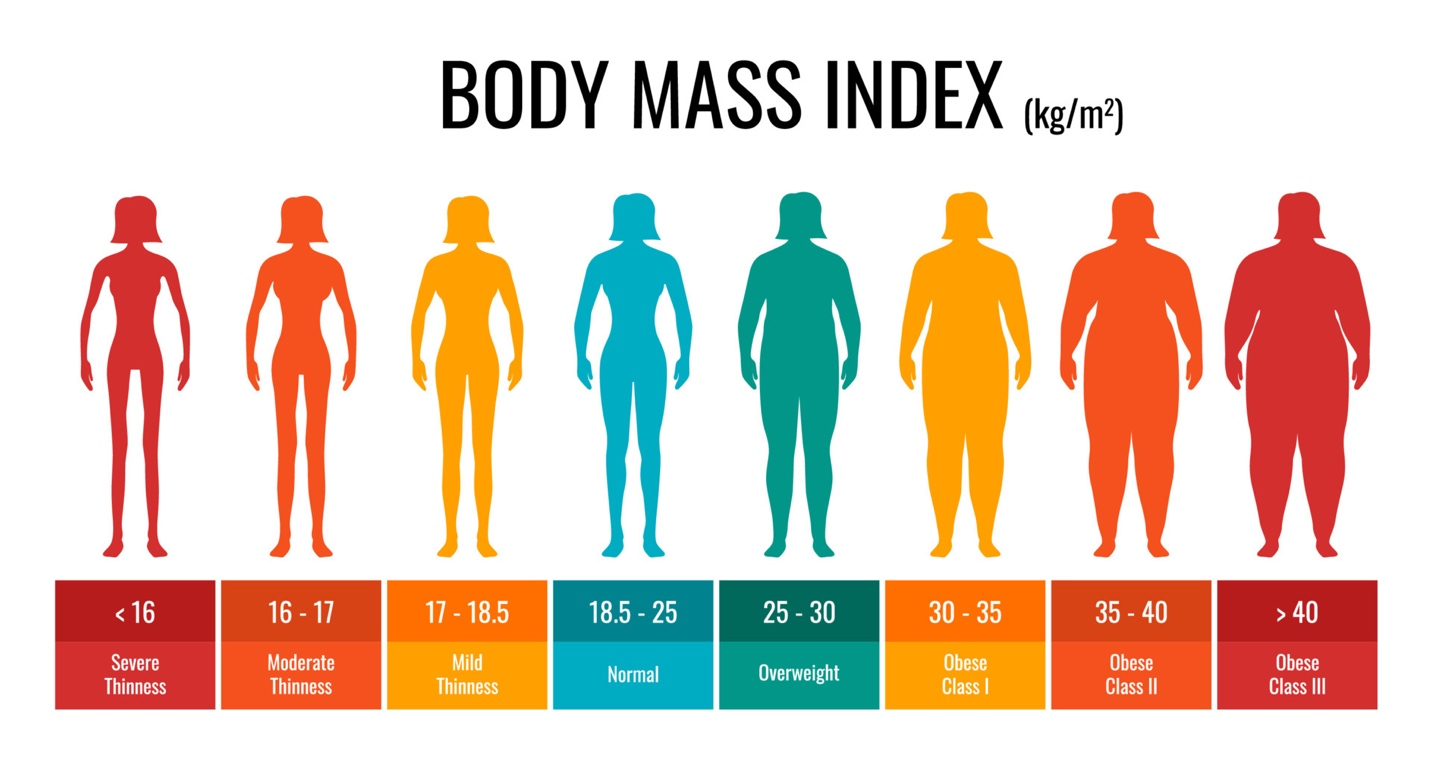 BODY MASS INDEX (kg/m²)
< 16
16 - 17
17 - 18.5
18.5 - 25
25 - 30
30 - 35
35 - 40
> 40
Severe
Thinness
Moderate
Thinness
Mild
Thinness
Normal
Overweight
Obese
Class I
Obese
Class II
Obese
Class III